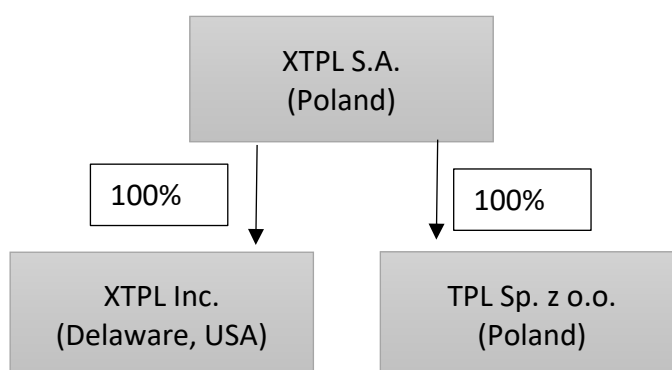 XTPL S.A.
(Poland)
100%
100%
XTPL Inc.
(Delaware, USA)
TPL Sp. z o.o.
(Poland)